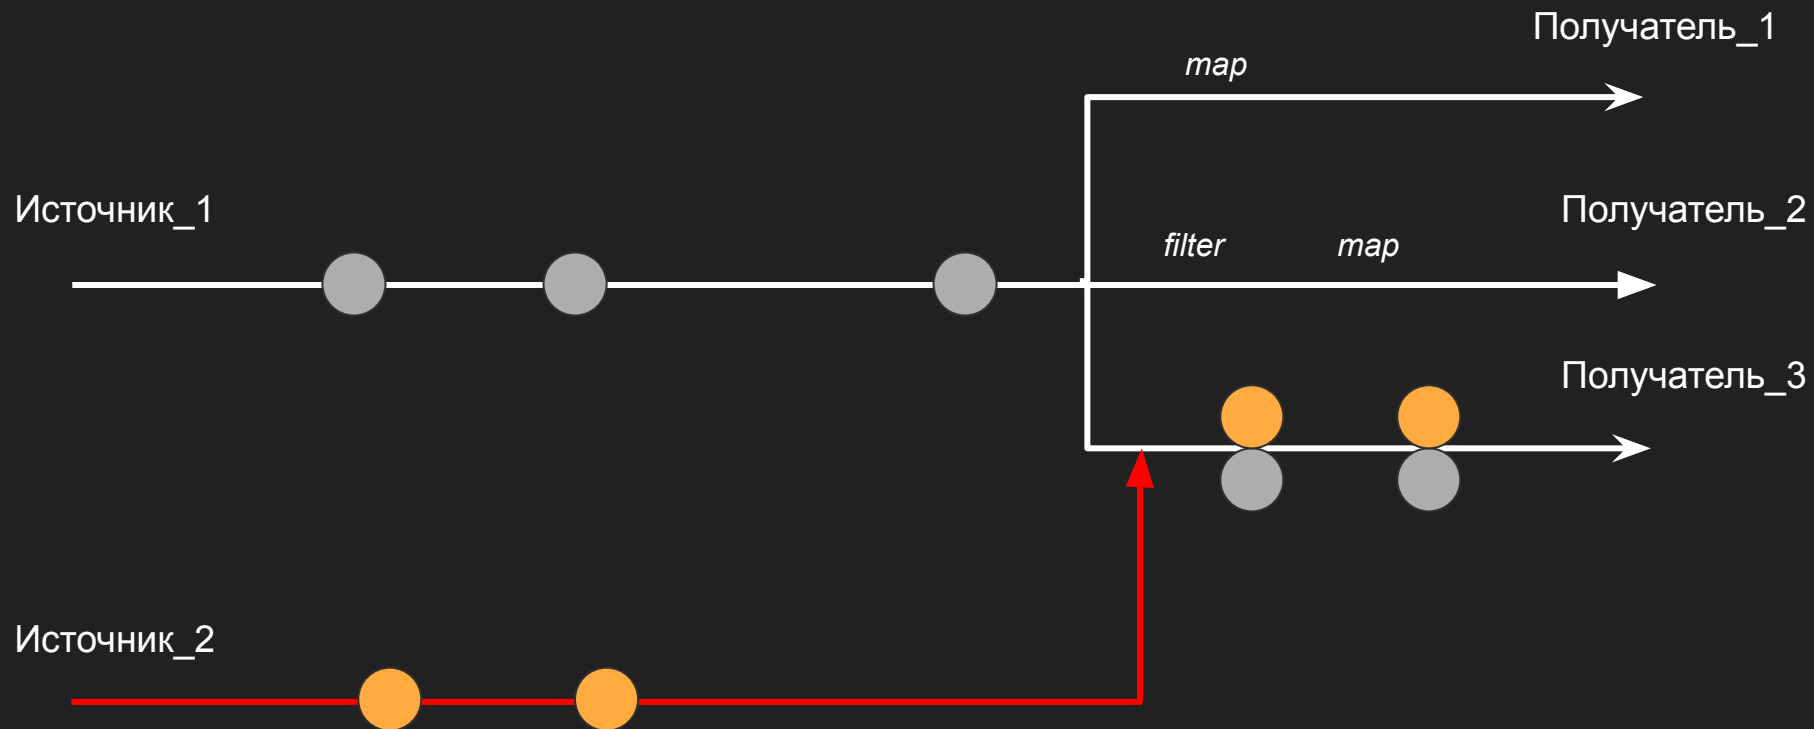 Получатель_1
map
Источник_1
Получатель_2
filter
map
Получатель_3
Источник_2